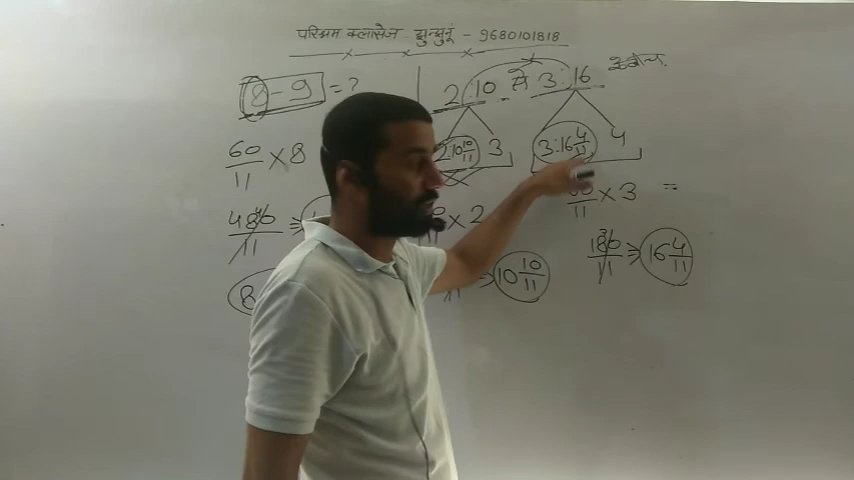 परिश्रम क्लासेज - झुन्झुनूं - 9680101818
8-9 = ?
2:10 से 3:16
60/11 × 8
2:10 10/11 3
3:16 4/11 4
480/11 ⇒
× 2
× 3 =
8
⇒ 10 10/11
180/11 ⇒ 16 4/11